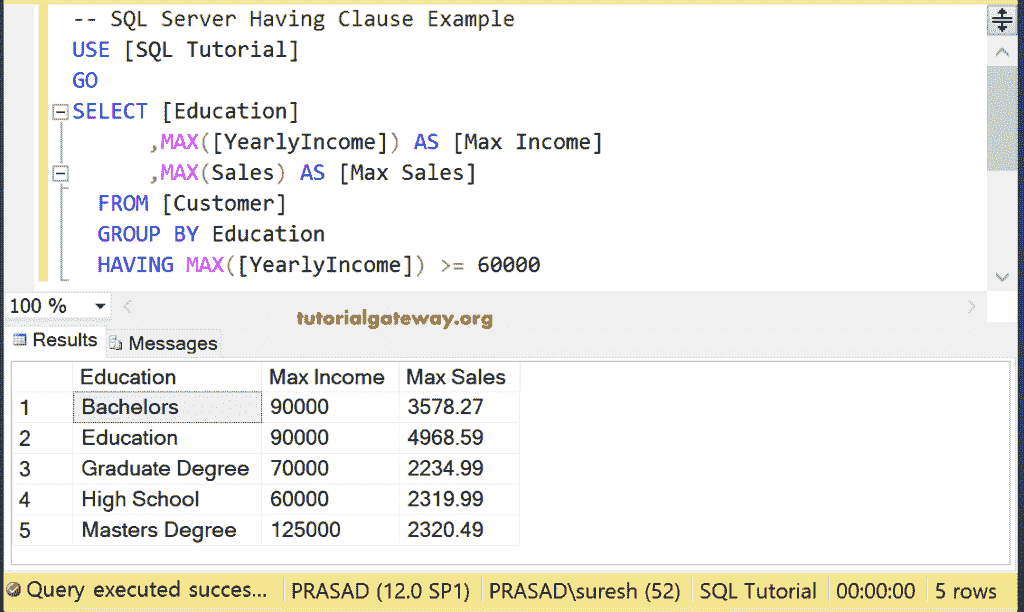 -- SQL Server Having Clause Example
USE [SQL Tutorial]
GO
SELECT [Education]
,MAX([YearlyIncome]) AS [Max Income]
,MAX(Sales) AS [Max Sales]
FROM [Customer]
GROUP BY Education
HAVING MAX([YearlyIncome]) >= 60000
100 %
tutorialgateway.org
Results Messages
Education Max Income Max Sales
1 Bachelors 90000 3578.27
2 Education 90000 4968.59
3 Graduate Degree 70000 2234.99
4 High School 60000 2319.99
5 Masters Degree 125000 2320.49
Query executed succes... PRASAD (12.0 SP1) PRASAD\suresh (52) SQL Tutorial 00:00:00 5 rows